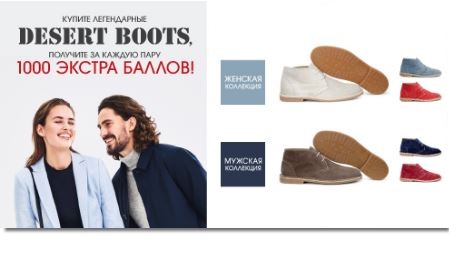 КУПИТЕ ЛЕГЕНДАРНЫЕ
DESERT BOOTS,
ПОЛУЧИТЕ ЗА КАЖДУЮ ПАРУ
1000 ЭКСТРА БАЛЛОВ!
ЖЕНСКАЯ
КОЛЛЕКЦИЯ
МУЖСКАЯ
КОЛЛЕКЦИЯ